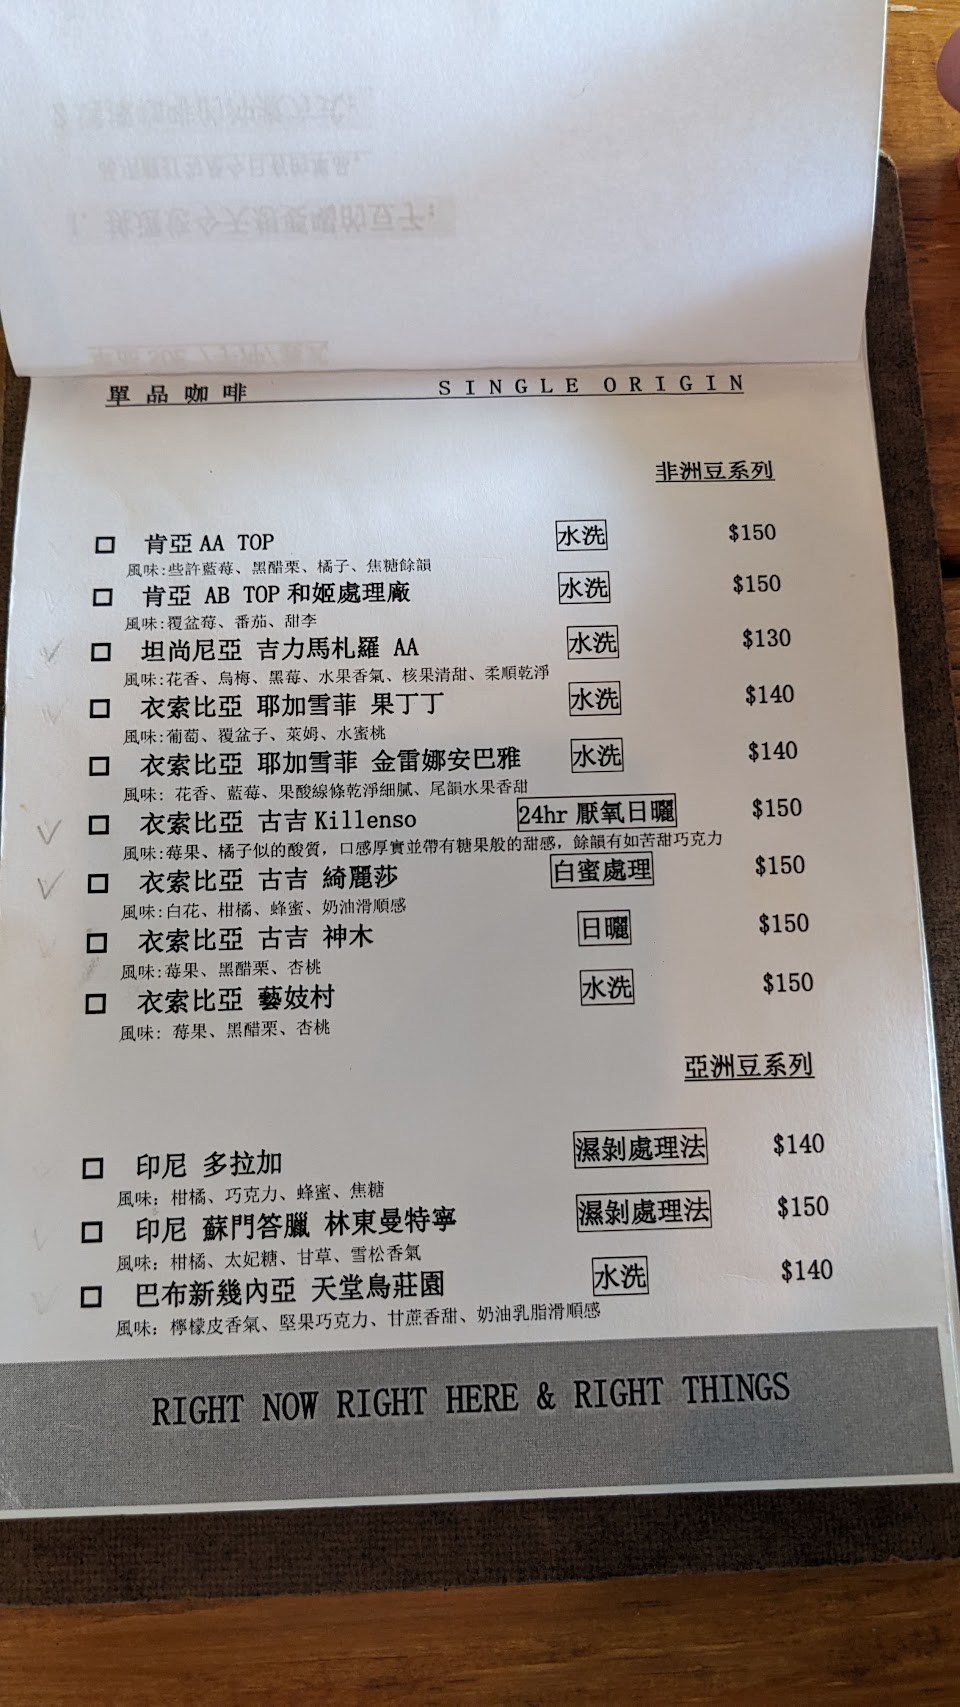 單品咖啡 SINGLE ORIGIN
非洲豆系列
肯亞 AA TOP 水洗 $150
風味:些許藍莓、黑醋栗、橘子、焦糖餘韻
肯亞 AB TOP 和姬處理廠 水洗 $150
風味:覆盆莓、番茄、甜李
坦尚尼亞 吉力馬札羅 AA 水洗 $130
風味:花香、烏梅、黑莓、水果香氣、核果清甜、柔順乾淨
衣索比亞 耶加雪菲 果丁丁 水洗 $140
風味:葡萄、覆盆子、萊姆、水蜜桃
衣索比亞 耶加雪菲 金雷娜安巴雅 水洗 $140
風味: 花香、藍莓、果酸線條乾淨細膩、尾韻水果香甜
衣索比亞 古吉 Killenso 24hr 厭氧日曬 $150
風味:莓果、橘子似的酸質，口感厚實並帶有糖果般的甜感，餘韻有如苦甜巧克力
衣索比亞 古吉 綺麗莎 白蜜處理 $150
風味:白花、柑橘、蜂蜜、奶油滑順感
衣索比亞 古吉 神木 日曬 $150
風味:莓果、黑醋栗、杏桃
衣索比亞 藝妓村 水洗 $150
風味: 莓果、黑醋栗、杏桃
亞洲豆系列
印尼 多拉加 濕剝處理法 $140
風味: 柑橘、巧克力、蜂蜜、焦糖
印尼 蘇門答臘 林東曼特寧 濕剝處理法 $150
風味: 柑橘、太妃糖、甘草、雪松香氣
巴布新幾內亞 天堂鳥莊園 水洗 $140
風味: 檸檬皮香氣、堅果巧克力、甘蔗香甜、奶油乳脂滑順感
RIGHT NOW RIGHT HERE & RIGHT THINGS